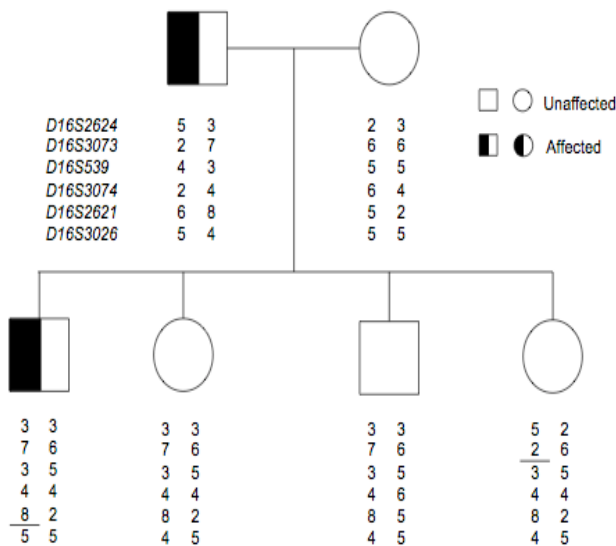 D16S2624 5 3 2 3
D16S3073 2 7 6 6
D16S539 4 3 5 5
D16S3074 2 4 6 4
D16S2621 6 8 5 2
D16S3026 5 4 5 5
Unaffected
Affected
3 3 3 3 3 3 5 2
7 6 7 6 7 6 2 6
3 5 3 5 3 5 3 5
4 4 4 4 4 6 4 4
8 2 8 2 8 5 8 2
5 5 4 5 4 5 4 5